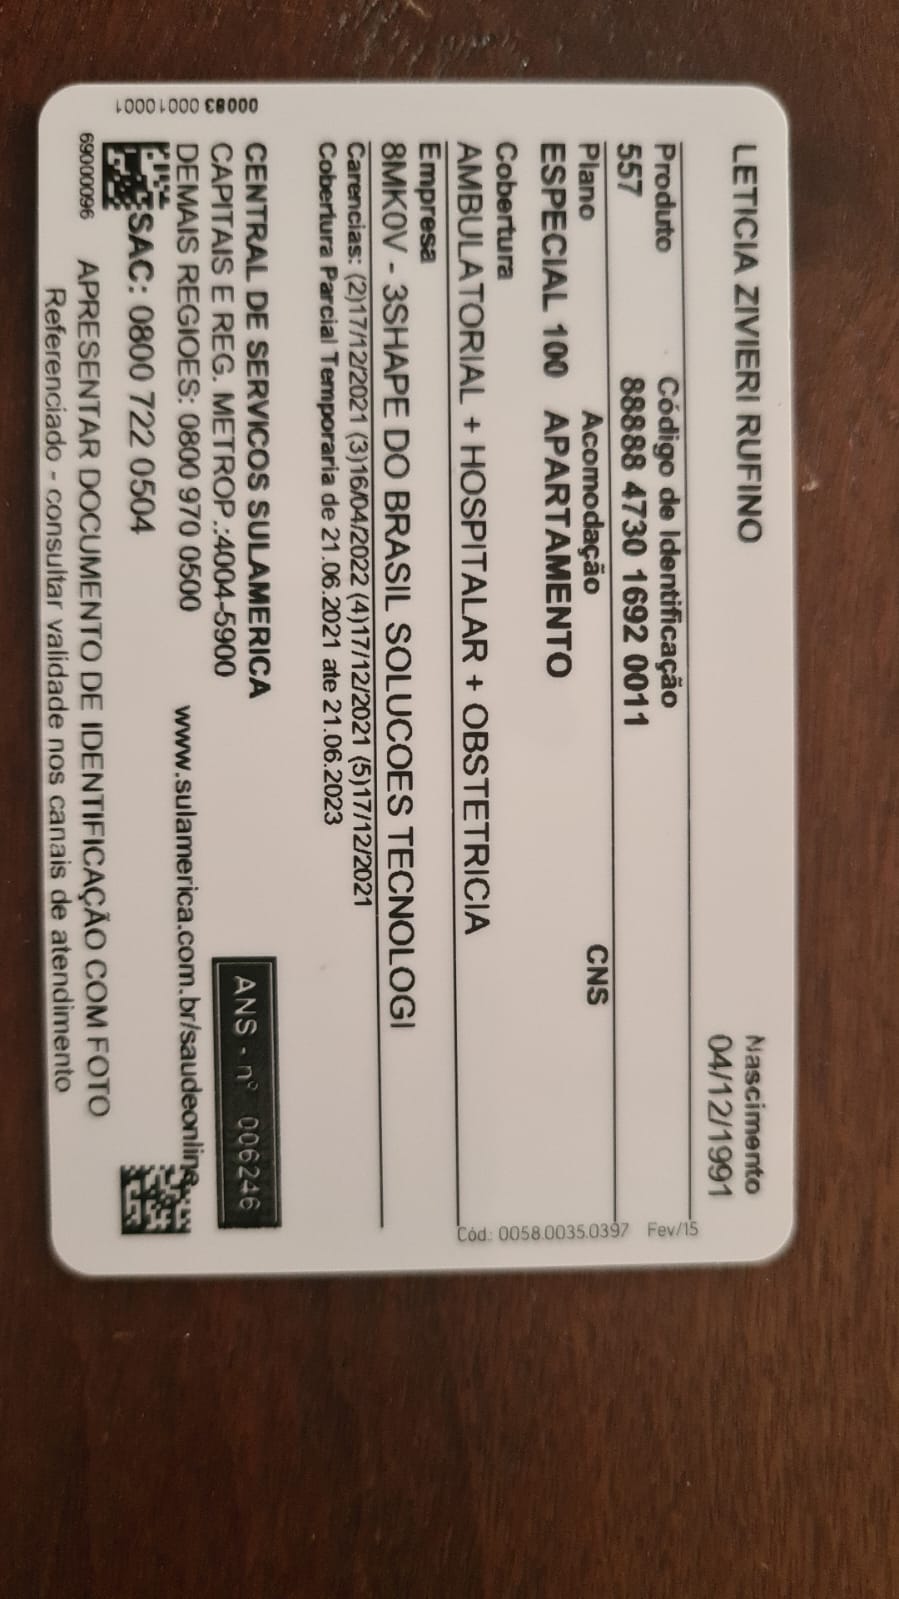 LETICIA ZIVIERI RUFINO
Nascimento
04/12/1991
Produto Código de Identificação
557 88888 4730 1692 0011
Plano Acomodação CNS
ESPECIAL 100 APARTAMENTO
Cobertura
AMBULATORIAL + HOSPITALAR + OBSTETRICIA
Empresa
8MK0V - 3SHAPE DO BRASIL SOLUCOES TECNOLOGI
Carencias: (2)17/12/2021 (3)16/04/2022 (4)17/12/2021 (5)17/12/2021
Cobertura Parcial Temporaria de 21.06.2021 ate 21.06.2023
Cód.: 0058.0035.0397 Fev/15
CENTRAL DE SERVICOS SULAMERICA
CAPITAIS E REG. METROP.:4004-5900
DEMAIS REGIOES: 0800 970 0500
www.sulamerica.com.br/saudeonline
SAC: 0800 722 0504
ANS - nº 006246
00083 0001 0001
69000096
APRESENTAR DOCUMENTO DE IDENTIFICAÇÃO COM FOTO
Referenciado - consultar validade nos canais de atendimento